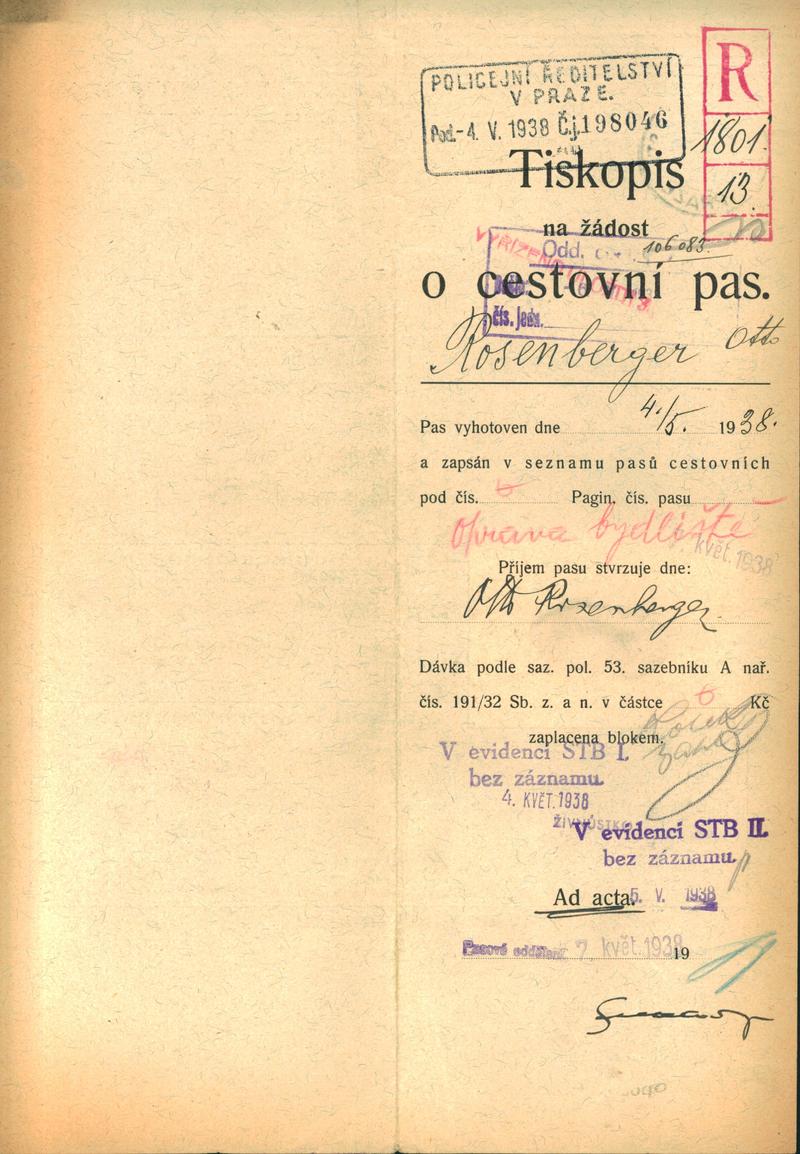 POLICEJNÍ ŘEDITELSTVÍ
V PRAZE.
Pod. -4. V. 1938 Č.j. 198046
R
1801
13.
Tiskopis
na žádost
Odd.
106083
o cestovní pas.
čís. jedn.
Rosenberger Otto
Pas vyhotoven dne 4./5. 1938.
a zapsán v seznamu pasů cestovních
pod čís. Pagin. čís. pasu
oprava bydliště
květ. 1938
Příjem pasu stvrzuje dne:
Otto Rosenberger
Dávka podle saz. pol. 53. sazebníku A nař.
čís. 191/32 Sb. z. a n. v částce Kč
zaplacena blokem.
V evidenci STB I.
bez záznamu.
4. KVĚT. 1938
V evidenci STB II.
bez záznamu.
Ad acta. 5. V. 1938
Pasové oddělení 7. květ. 1938 19